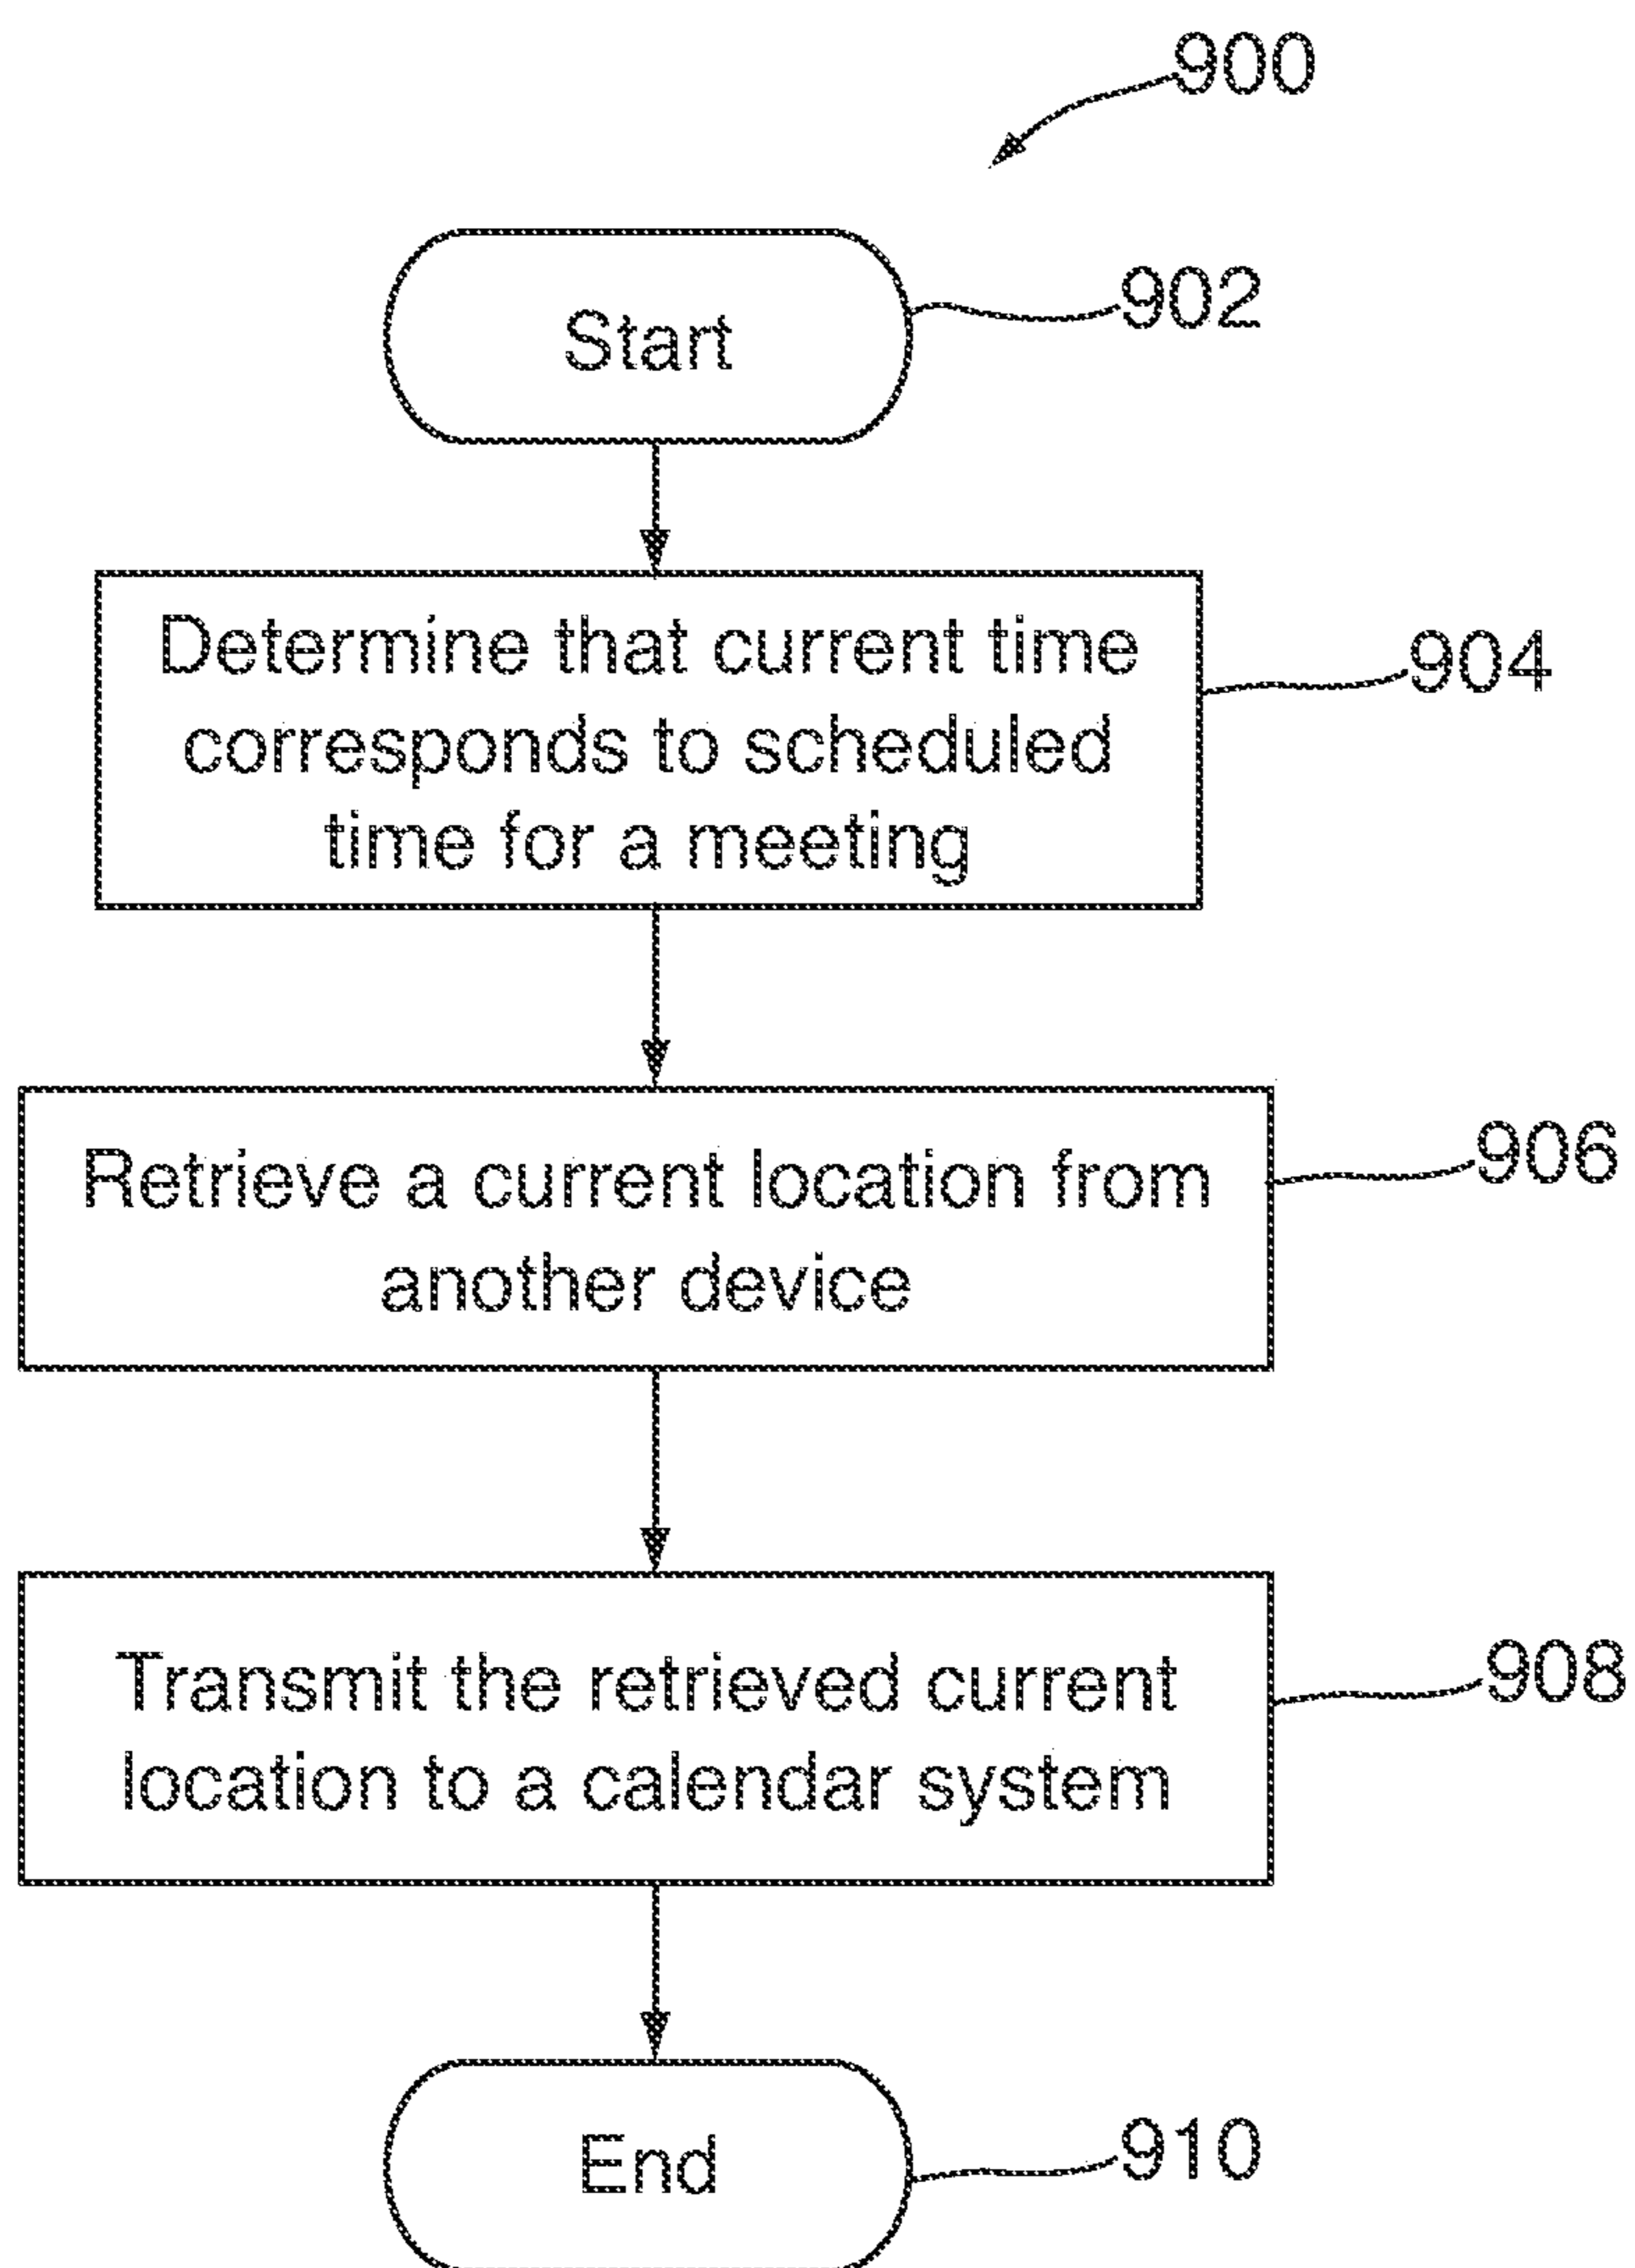 900
Start
902
Determine that current time
corresponds to scheduled
time for a meeting
904
Retrieve a current location from
another device
906
Transmit the retrieved current
location to a calendar system
908
End
910